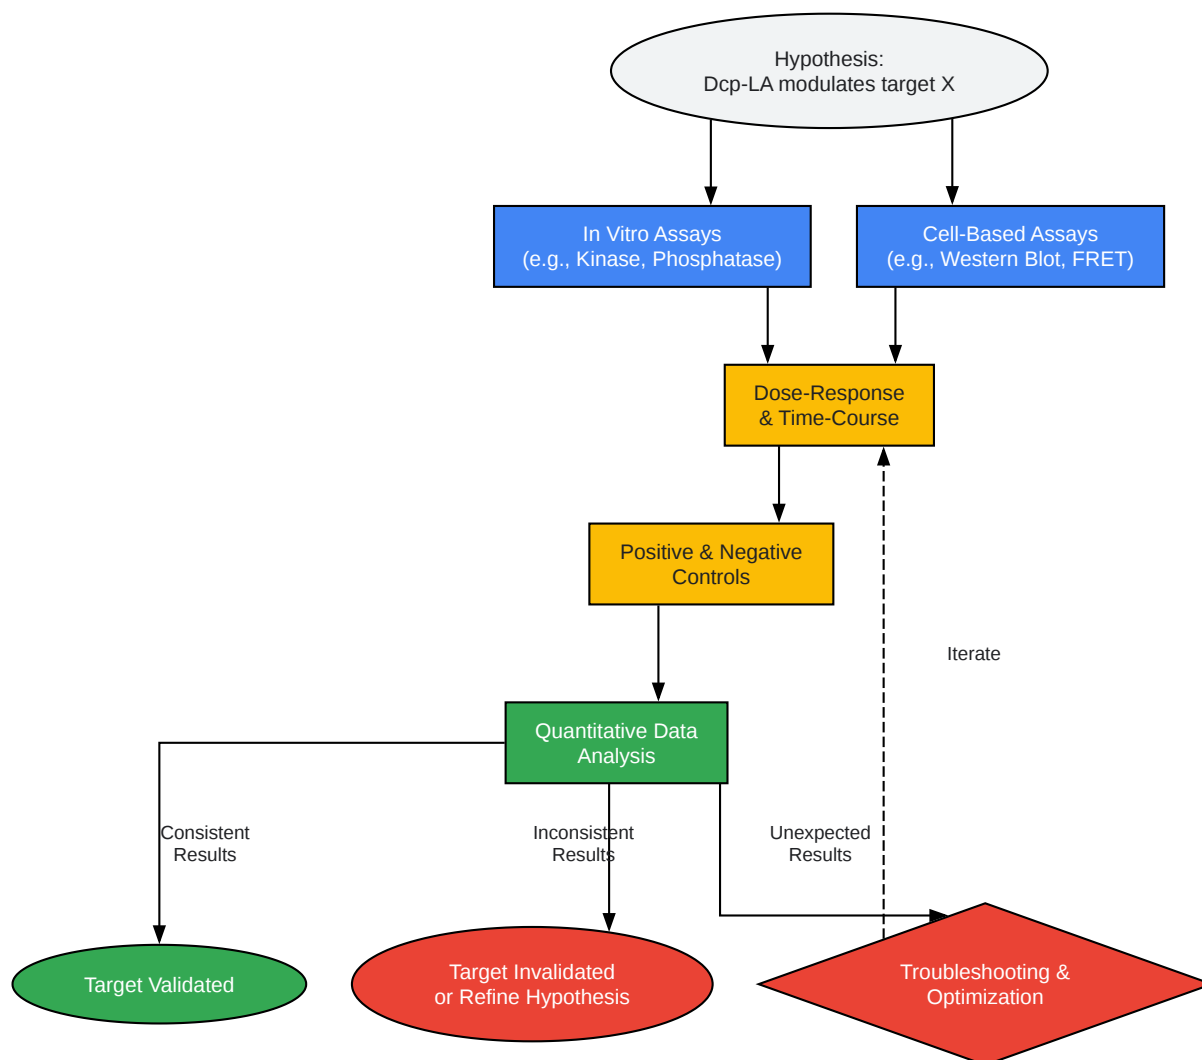 Hypothesis:
Dcp-LA modulates target X
In Vitro Assays
(e.g., Kinase, Phosphatase)
Cell-Based Assays
(e.g., Western Blot, FRET)
Dose-Response
& Time-Course
Positive & Negative
Controls
Iterate
Quantitative Data
Analysis
Consistent
Results
Inconsistent
Results
Unexpected
Results
Target Validated
Target Invalidated
or Refine Hypothesis
Troubleshooting &
Optimization